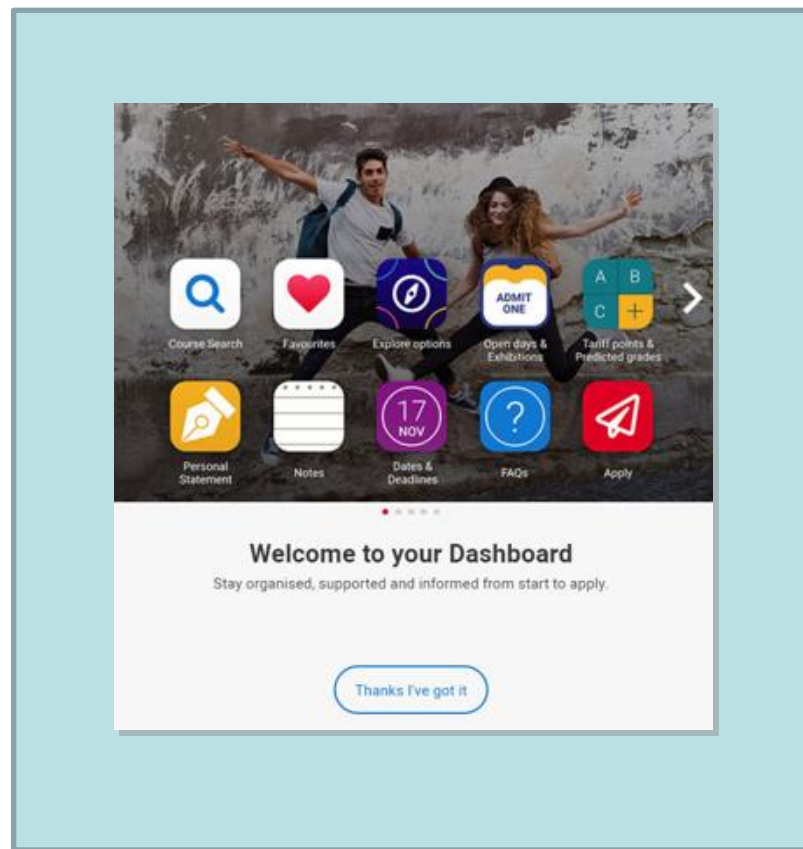 A B
ADMIT
ONE
C +
Course Search Favourites Explore options Open days &
Exhibitions Tariff points &
Predicted grades
17
NOV
?
Personal
Statement Notes Dates &
Deadlines FAQs Apply
Welcome to your Dashboard
Stay organised, supported and informed from start to apply.
Thanks I've got it